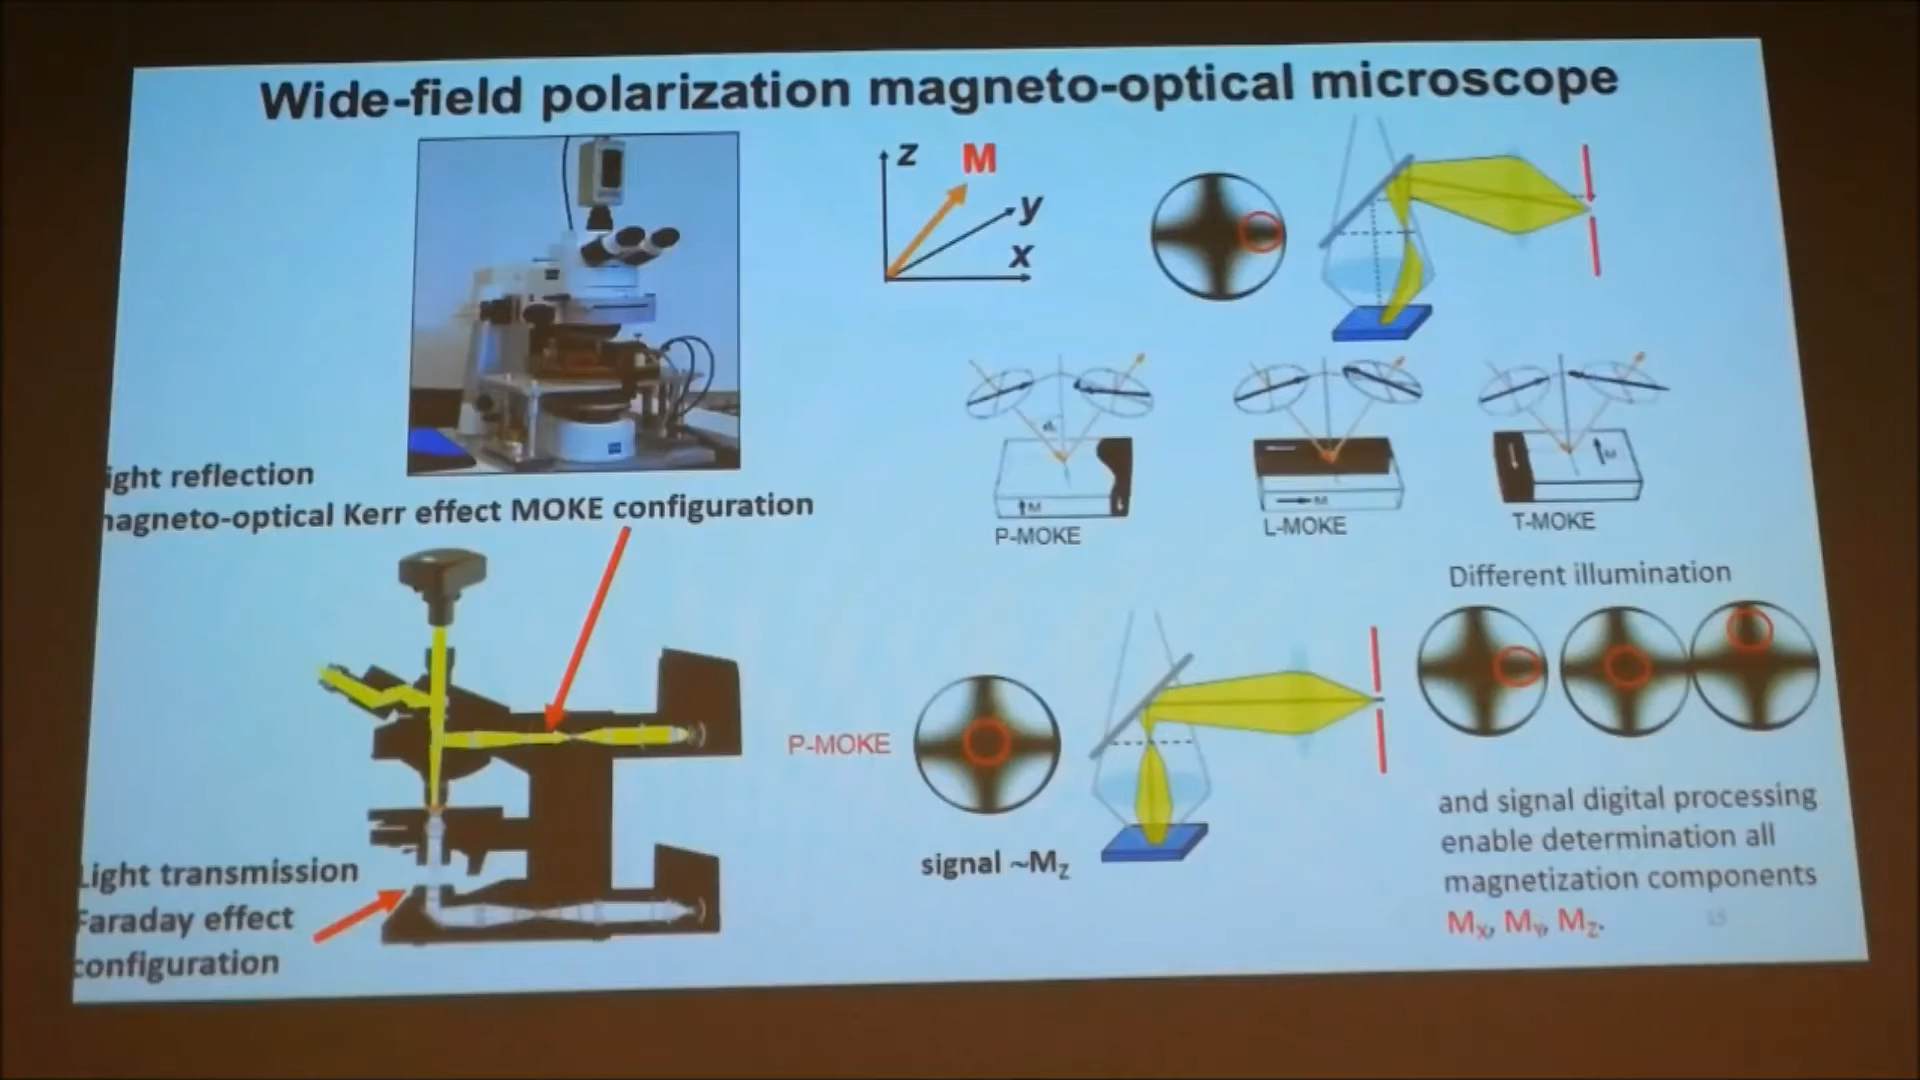 Wide-field polarization magneto-optical microscope
z M
y
x
ight reflection
agneto-optical Kerr effect MOKE configuration
M
M
M
P-MOKE
L-MOKE
T-MOKE
Different illumination
P-MOKE
signal ~Mz
and signal digital processing
enable determination all
magnetization components
Mx, My, Mz.
15
Light transmission
Faraday effect
configuration